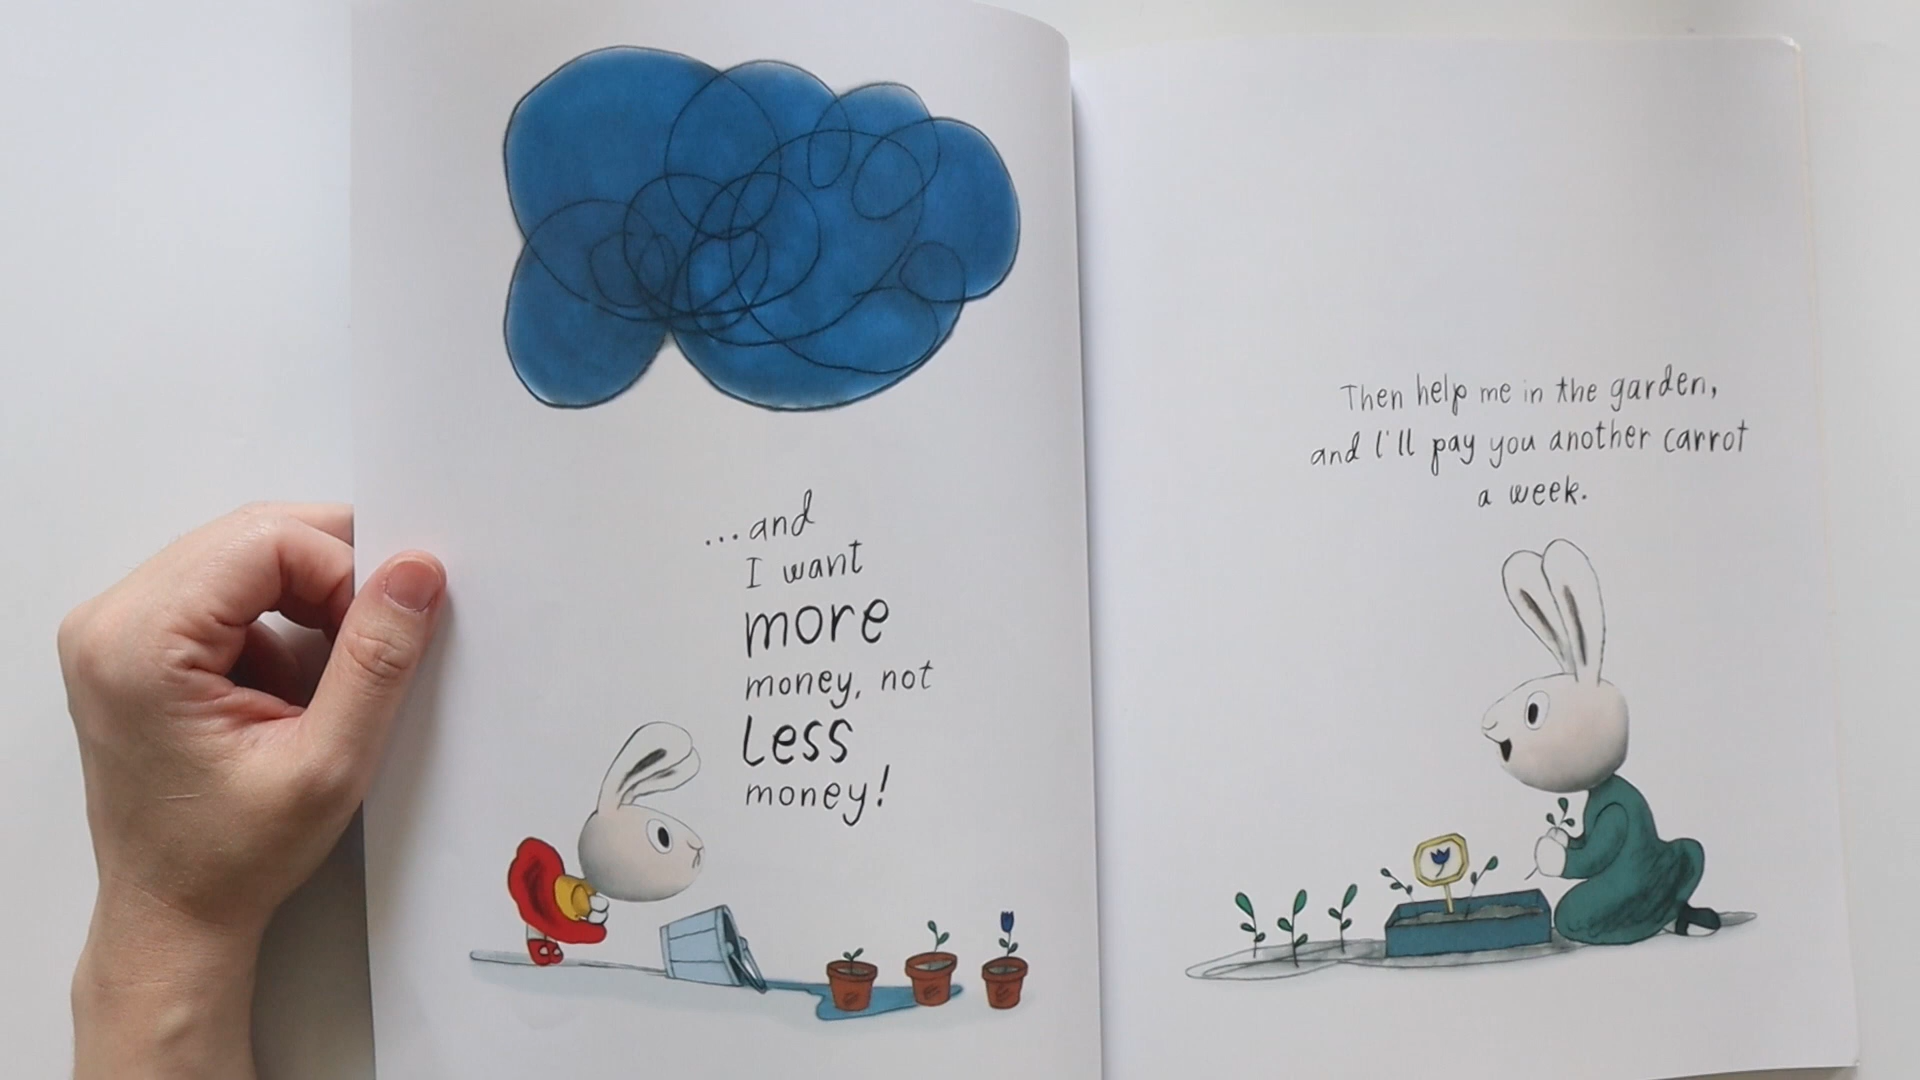 ...and
I want
more
money, not
Less
money!
Then help me in the garden,
and I'll pay you another carrot
a week.